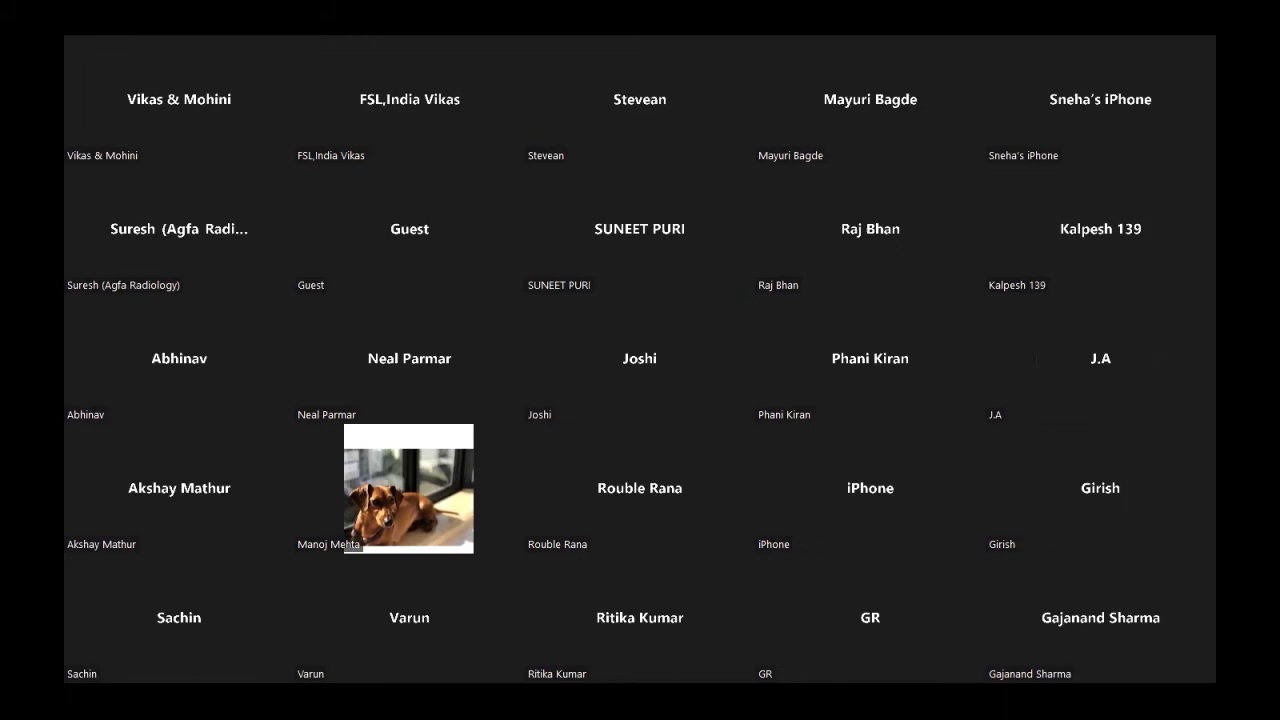 Vikas & Mohini
FSL,India Vikas
Stevean
Mayuri Bagde
Sneha's iPhone
Vikas & Mohini
FSL,India Vikas
Stevean
Mayuri Bagde
Sneha's iPhone
Suresh (Agfa Radi...
Guest
SUNEET PURI
Raj Bhan
Kalpesh 139
Suresh (Agfa Radiology)
Guest
SUNEET PURI
Raj Bhan
Kalpesh 139
Abhinav
Neal Parmar
Joshi
Phani Kiran
J.A
Abhinav
Neal Parmar
Joshi
Phani Kiran
J.A
Akshay Mathur
Rouble Rana
iPhone
Girish
Akshay Mathur
Manoj Mehta
Rouble Rana
iPhone
Girish
Sachin
Varun
Ritika Kumar
GR
Gajanand Sharma
Sachin
Varun
Ritika Kumar
GR
Gajanand Sharma